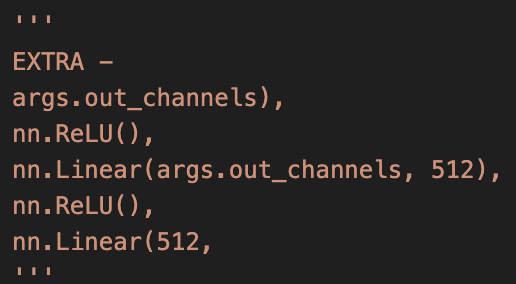 '''
EXTRA -
args.out_channels),
nn.ReLU(),
nn.Linear(args.out_channels, 512),
nn.ReLU(),
nn.Linear(512,
'''